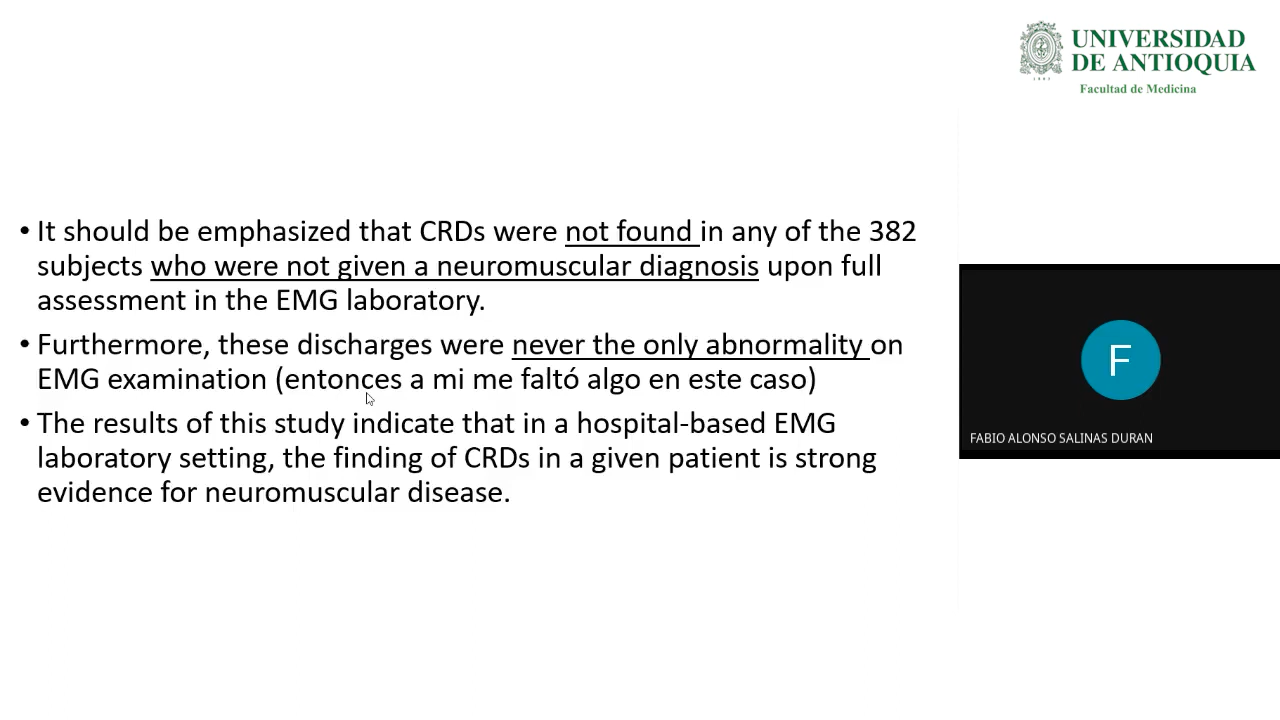 UNIVERSIDAD
DE ANTIOQUIA
Facultad de Medicina
• It should be emphasized that CRDs were not found in any of the 382
subjects who were not given a neuromuscular diagnosis upon full
assessment in the EMG laboratory.
• Furthermore, these discharges were never the only abnormality on
EMG examination (entonces a mi me faltó algo en este caso)
• The results of this study indicate that in a hospital-based EMG
laboratory setting, the finding of CRDs in a given patient is strong
evidence for neuromuscular disease.
F
FABIO ALONSO SALINAS DURAN